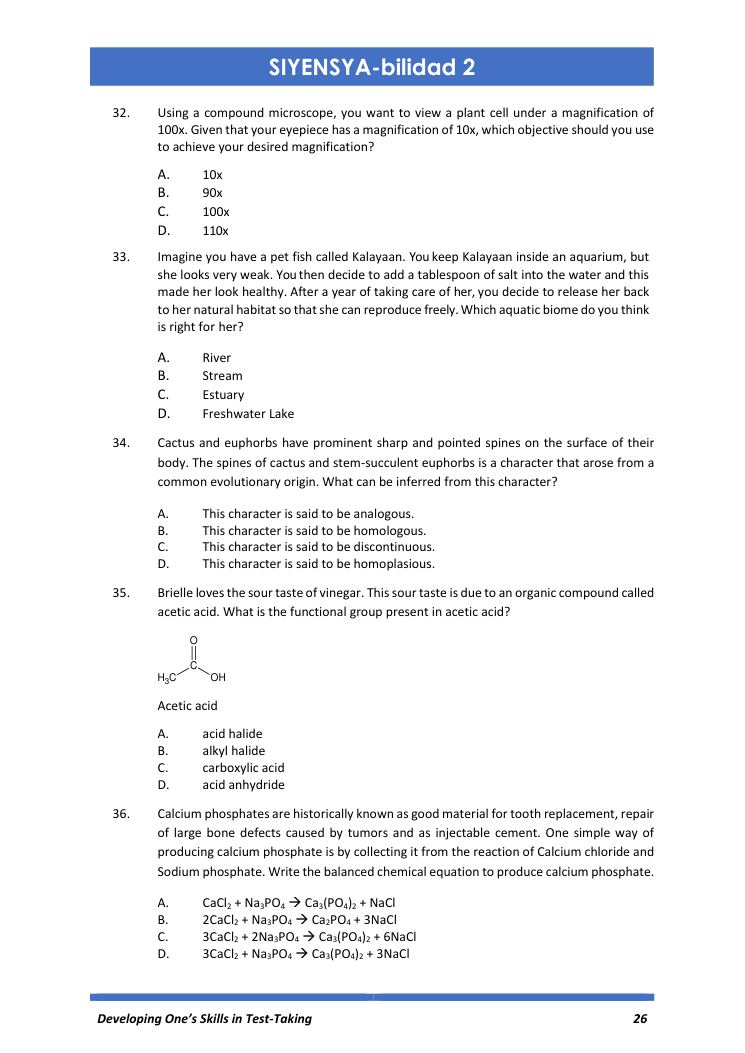 SIYENSYA-bilidad 2
32. Using a compound microscope, you want to view a plant cell under a magnification of
100x. Given that your eyepiece has a magnification of 10x, which objective should you use
to achieve your desired magnification?
A. 10x
B. 90x
C. 100x
D. 110x
33. Imagine you have a pet fish called Kalayaan. You keep Kalayaan inside an aquarium, but
she looks very weak. You then decide to add a tablespoon of salt into the water and this
made her look healthy. After a year of taking care of her, you decide to release her back
to her natural habitat so that she can reproduce freely. Which aquatic biome do you think
is right for her?
A. River
B. Stream
C. Estuary
D. Freshwater Lake
34. Cactus and euphorbs have prominent sharp and pointed spines on the surface of their
body. The spines of cactus and stem-succulent euphorbs is a character that arose from a
common evolutionary origin. What can be inferred from this character?
A. This character is said to be analogous.
B. This character is said to be homologous.
C. This character is said to be discontinuous.
D. This character is said to be homoplasious.
35. Brielle loves the sour taste of vinegar. This sour taste is due to an organic compound called
acetic acid. What is the functional group present in acetic acid?
O
C
H₃C OH
Acetic acid
A. acid halide
B. alkyl halide
C. carboxylic acid
D. acid anhydride
36. Calcium phosphates are historically known as good material for tooth replacement, repair
of large bone defects caused by tumors and as injectable cement. One simple way of
producing calcium phosphate is by collecting it from the reaction of Calcium chloride and
Sodium phosphate. Write the balanced chemical equation to produce calcium phosphate.
A. CaCl₂ + Na₃PO₄ → Ca₃(PO₄)₂ + NaCl
B. 2CaCl₂ + Na₃PO₄ → Ca₂PO₄ + 3NaCl
C. 3CaCl₂ + 2Na₃PO₄ → Ca₃(PO₄)₂ + 6NaCl
D. 3CaCl₂ + Na₃PO₄ → Ca₃(PO₄)₂ + 3NaCl
Developing One's Skills in Test-Taking 26